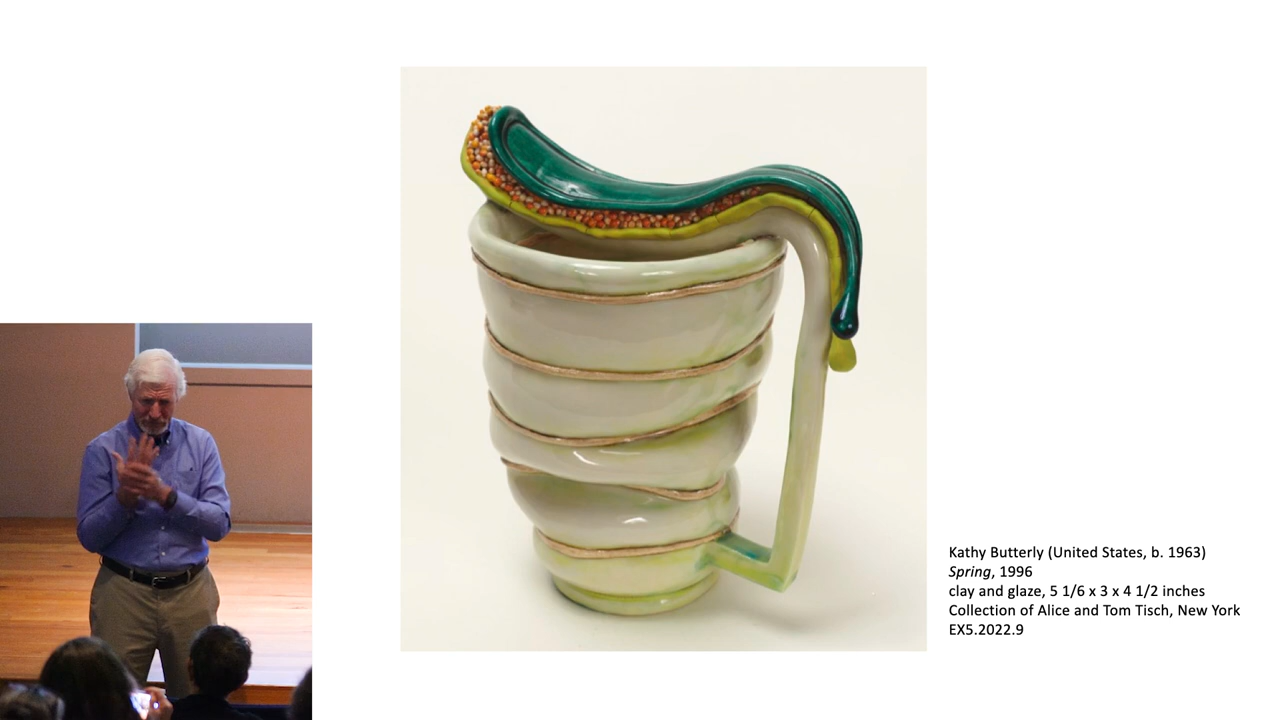 Kathy Butterly (United States, b. 1963)
Spring, 1996
clay and glaze, 5 1/6 x 3 x 4 1/2 inches
Collection of Alice and Tom Tisch, New York
EX5.2022.9